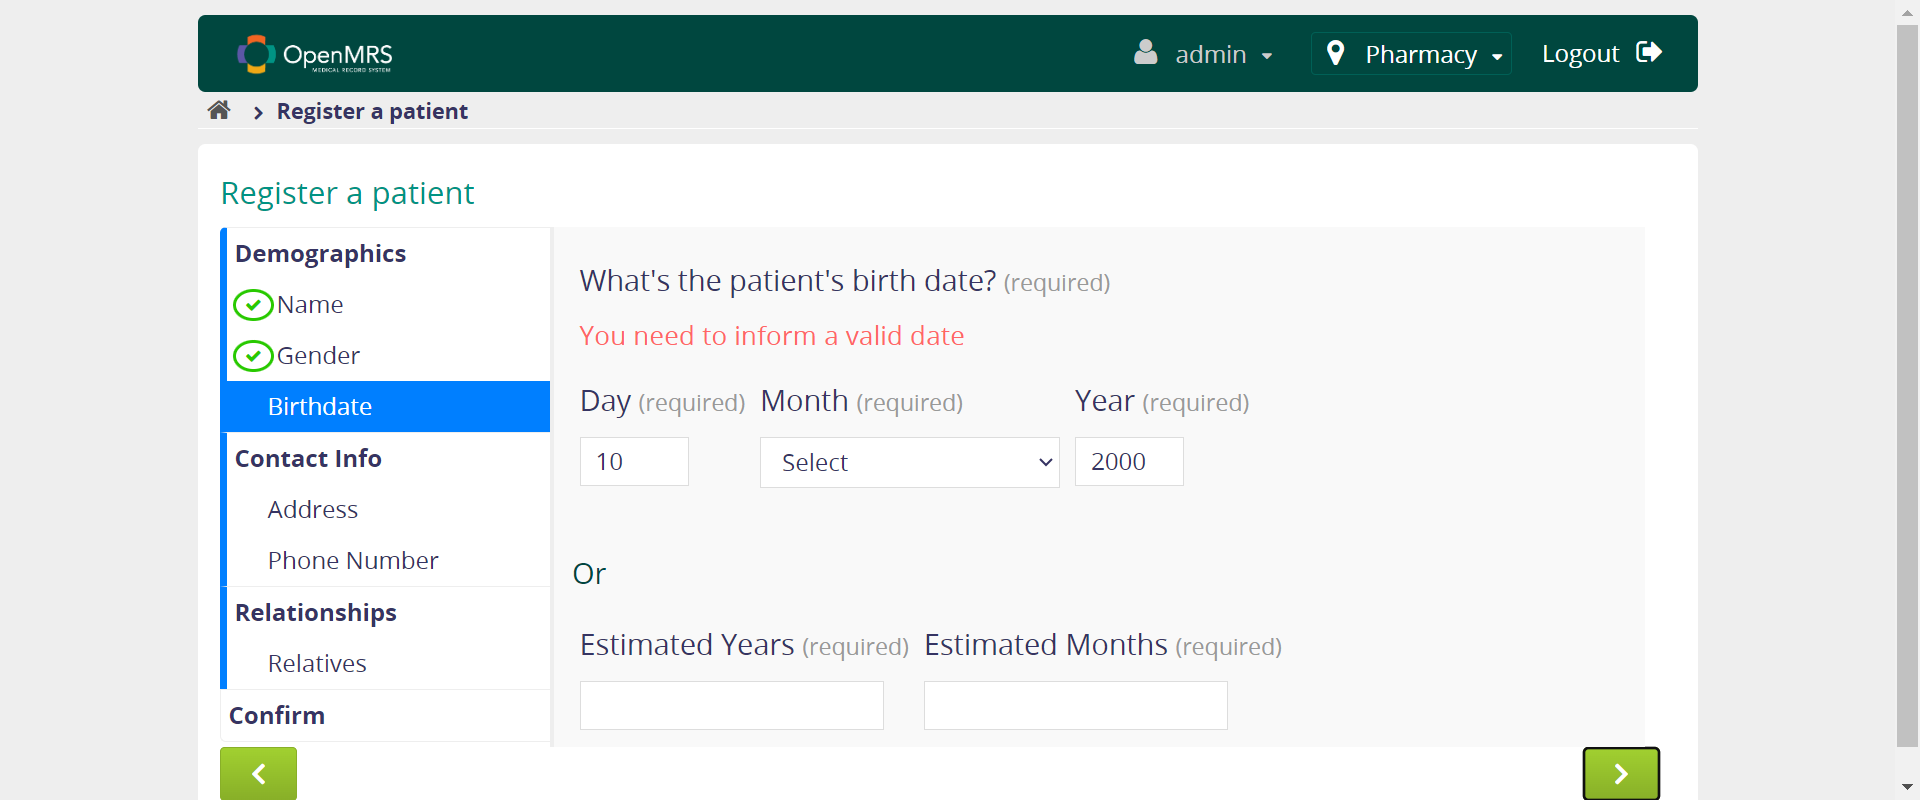 OpenMRS
MEDICAL RECORD SYSTEM
admin
Pharmacy
Logout
Register a patient
Register a patient
Demographics
Name
Gender
Birthdate
Contact Info
Address
Phone Number
Relationships
Relatives
Confirm
What's the patient's birth date? (required)
You need to inform a valid date
Day (required) Month (required) Year (required)
10 Select 2000
Or
Estimated Years (required) Estimated Months (required)